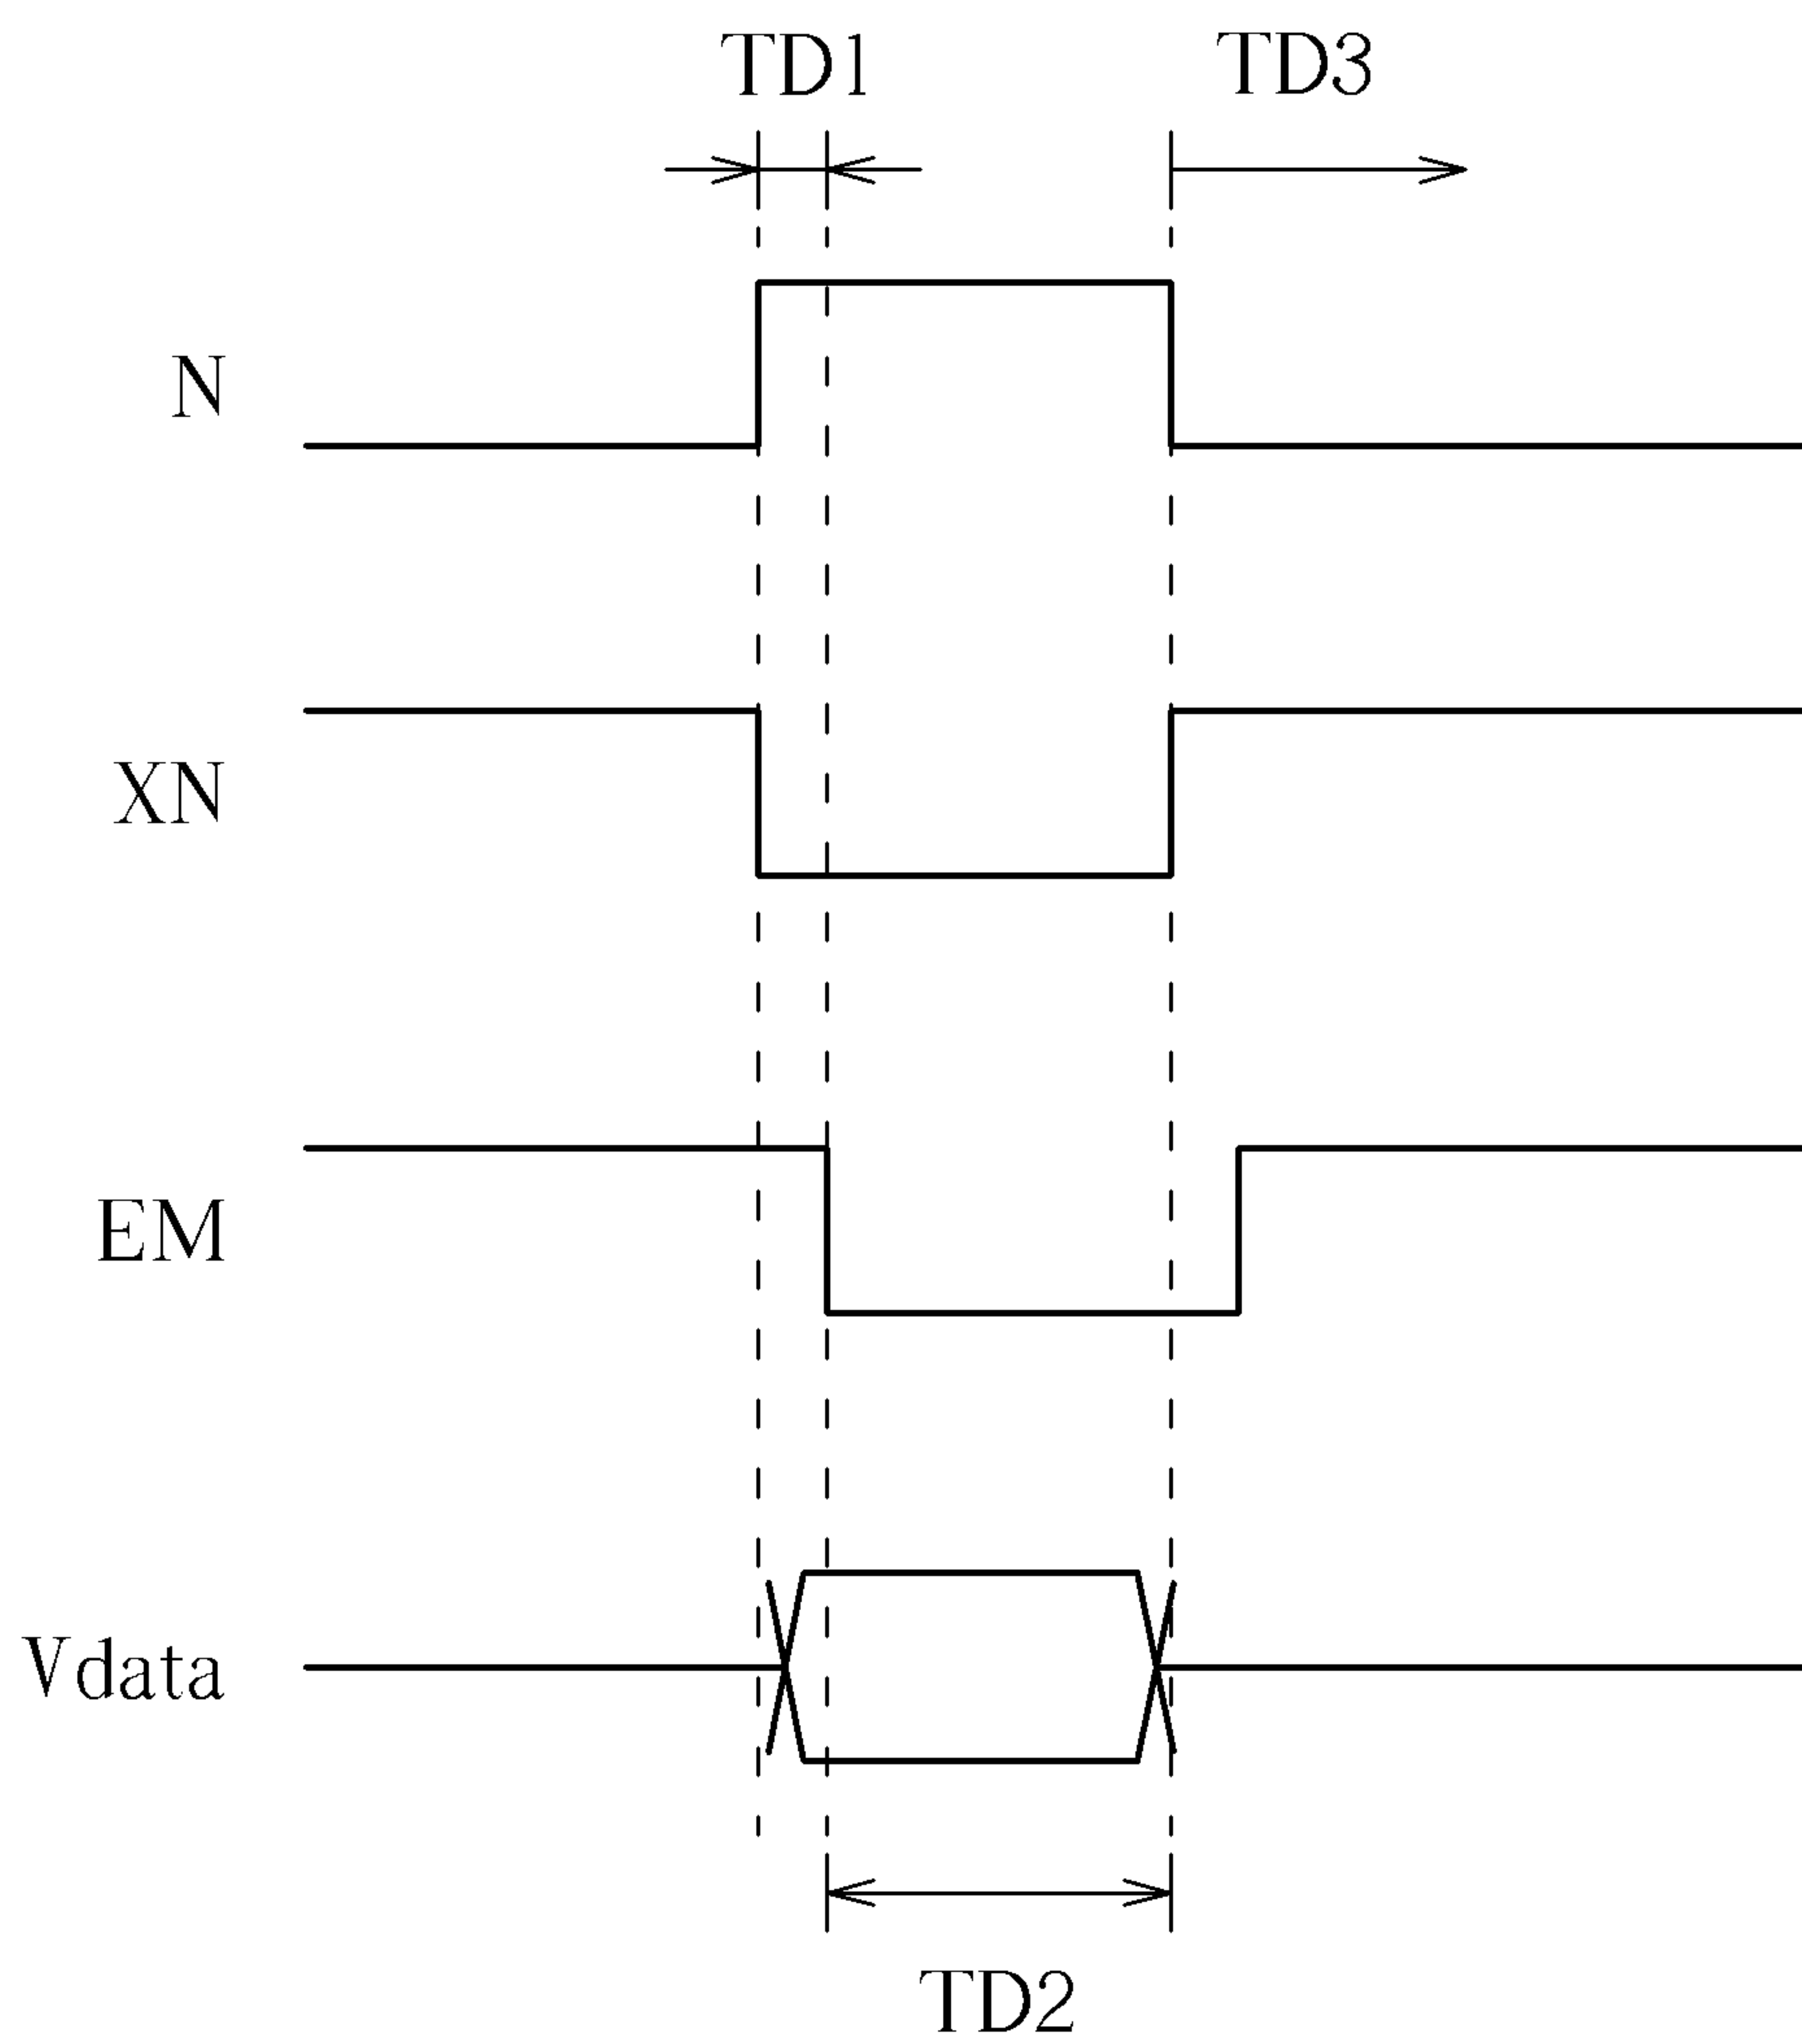 TD1 TD3
N
XN
EM
Vdata
TD2